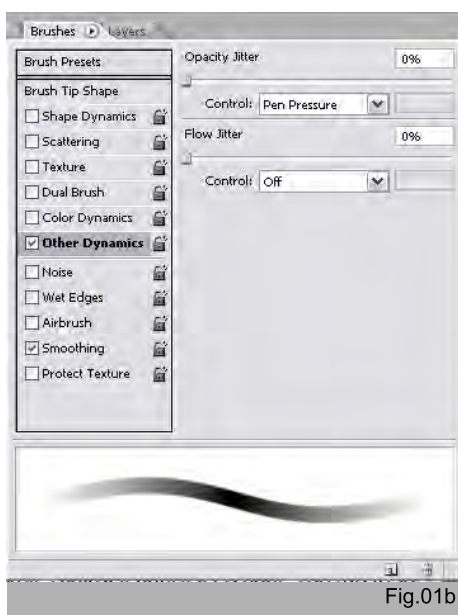 Brushes Layers
Brush Presets
Brush Tip Shape
Shape Dynamics
Scattering
Texture
Dual Brush
Color Dynamics
Other Dynamics
Noise
Wet Edges
Airbrush
Smoothing
Protect Texture
Opacity Jitter 0%
Control: Pen Pressure
Flow Jitter 0%
Control: Off
Fig.01b